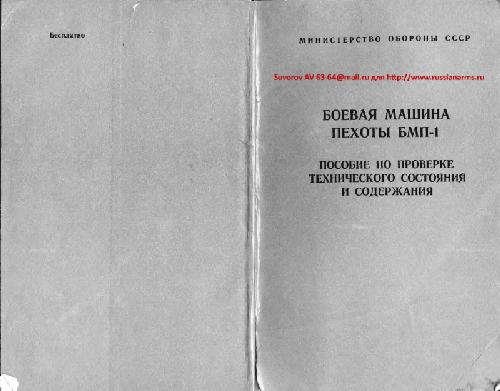 Бесплатно
МИНИСТЕРСТВО ОБОРОНЫ СССР
Suvorov AV 63-64@mail.ru для http://www.russianarms.ru
БОЕВАЯ МАШИНА
ПЕХОТЫ БМП-1
ПОСОБИЕ ПО ПРОВЕРКЕ
ТЕХНИЧЕСКОГО СОСТОЯНИЯ
И СОДЕРЖАНИЯ